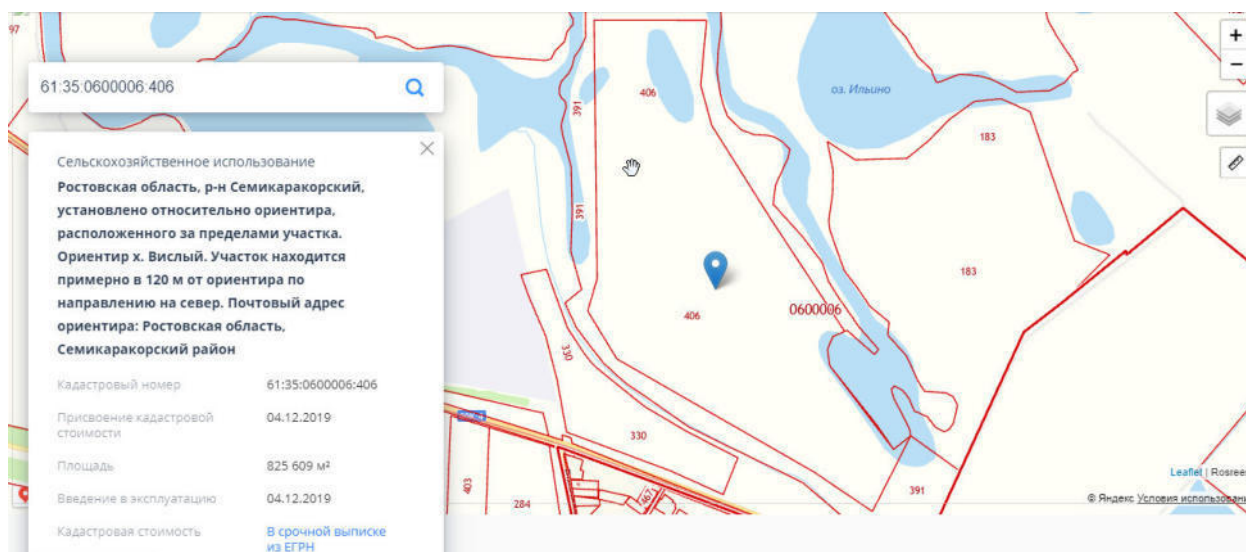 97
61:35:0600006:406
Сельскохозяйственное использование
Ростовская область, р-н Семикаракорский,
установлено относительно ориентира,
расположенного за пределами участка.
Ориентир х. Вислый. Участок находится
примерно в 120 м от ориентира по
направлению на север. Почтовый адрес
ориентира: Ростовская область,
Семикаракорский район
Кадастровый номер 61:35:0600006:406
Присвоение кадастровой стоимости 04.12.2019
Площадь 825 609 м²
Введение в эксплуатацию 04.12.2019
Кадастровая стоимость В срочной выписке
из ЕГРН
406
391
оз. Ильино
183
391
183
406
0600006
330
330
403
284
467
391
+
−
Leaflet | Rosree
© Яндекс Условия использовани